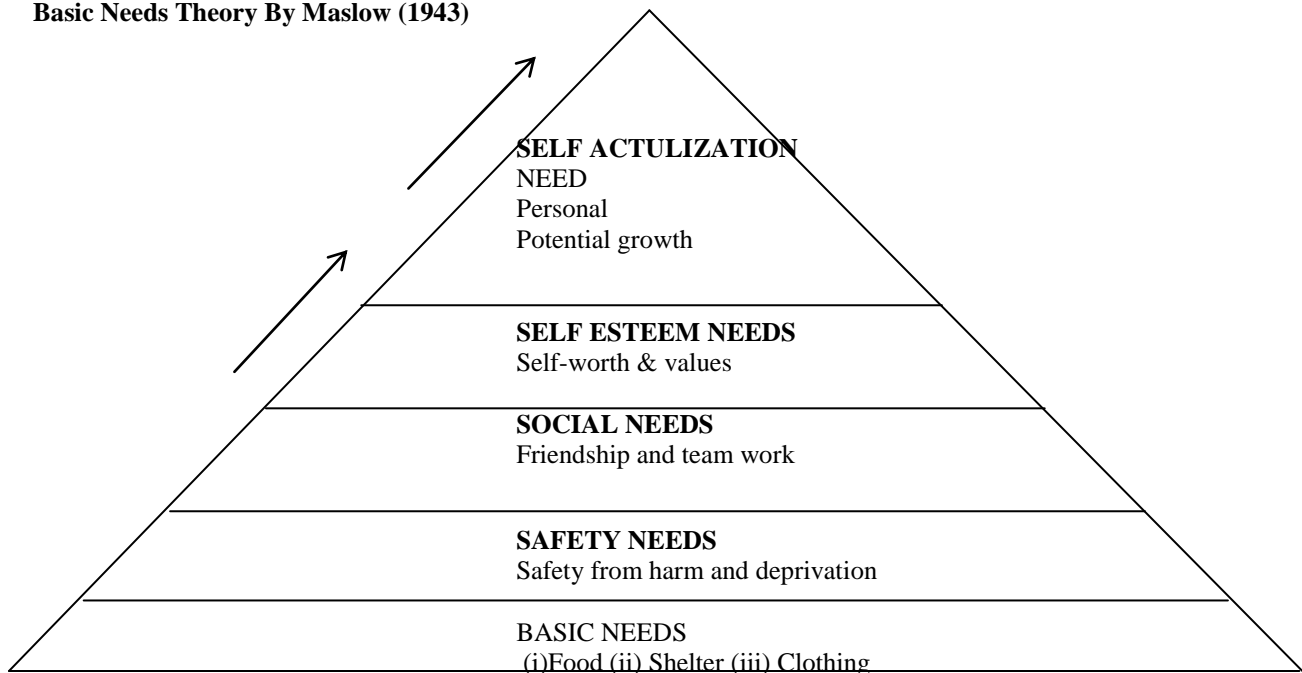 Basic Needs Theory By Maslow (1943)
SELF ACTULIZATION
NEED
Personal
Potential growth
SELF ESTEEM NEEDS
Self-worth & values
SOCIAL NEEDS
Friendship and team work
SAFETY NEEDS
Safety from harm and deprivation
BASIC NEEDS
(i)Food (ii) Shelter (iii) Clothing